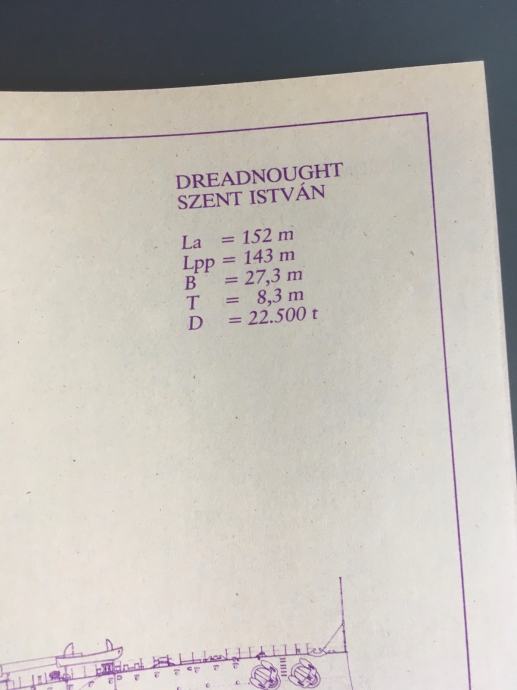 DREADNOUGHT
SZENT ISTVÁN
La = 152 m
Lpp = 143 m
B = 27,3 m
T = 8,3 m
D = 22.500 t